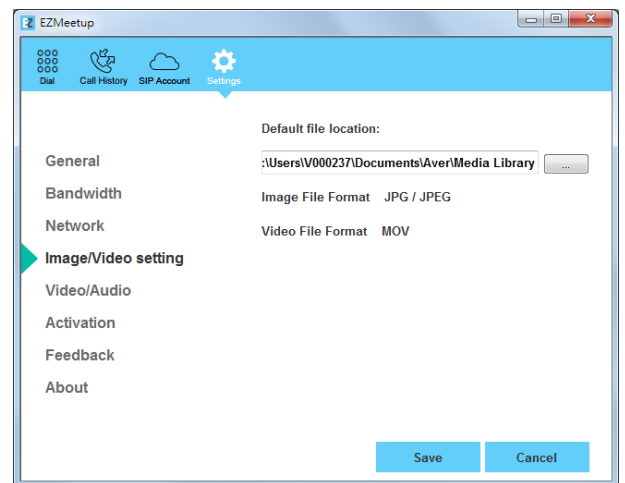 EZMeetup
Dial Call History SIP Account Settings
Default file location:
General
:\Users\V000237\Documents\Aver\Media Library ...
Bandwidth
Image File Format JPG / JPEG
Network
Video File Format MOV
Image/Video setting
Video/Audio
Activation
Feedback
About
Save Cancel